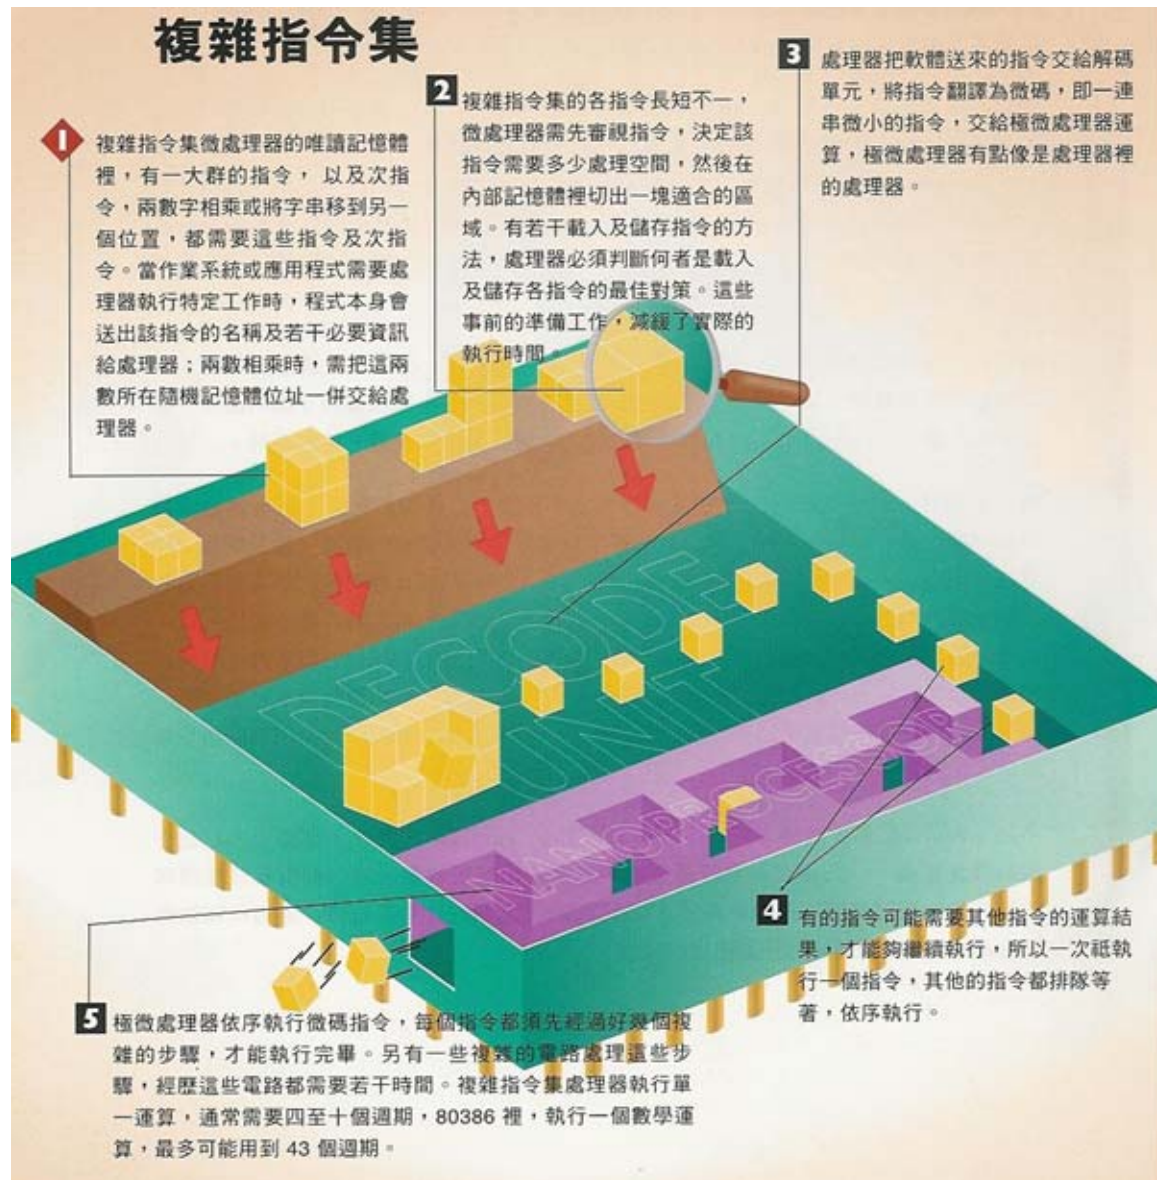 複雜指令集
1
複雜指令集微處理器的唯讀記憶體
裡,有一大群的指令, 以及次指
令,兩數字相乘或將字串移到另一
個位置,都需要這些指令及次指
令。當作業系統或應用程式需要處
理器執行特定工作時,程式本身會
送出該指令的名稱及若干必要資訊
給處理器;兩數相乘時,需把這兩
數所在隨機記憶體位址一併交給處
理器。
2
複雜指令集的各指令長短不一,
微處理器需先審視指令,決定該
指令需要多少處理空間,然後在
內部記憶體裡切出一塊適合的區
域。有若干載入及儲存指令的方
法,處理器必須判斷何者是載入
及儲存各指令的最佳對策。這些
事前的準備工作,減緩了實際的
執行時間。
3
處理器把軟體送來的指令交給解碼
單元,將指令翻譯為微碼,即一連
串微小的指令,交給極微處理器運
算,極微處理器有點像是處理器裡
的處理器。
DECODE
UNIT
NANOPROCESSOR
4
有的指令可能需要其他指令的運算結
果,才能夠繼續執行,所以一次祗執
行一個指令,其他的指令都排隊等
著,依序執行。
5
極微處理器依序執行微碼指令,每個指令都須先經過好幾個複
雜的步驟,才能執行完畢。另有一些複雜的電路處理這些步
驟,經歷這些電路都需要若干時間。複雜指令集處理器執行單
一運算,通常需要四至十個週期,80386 裡,執行一個數學運
算,最多可能用到 43 個週期。